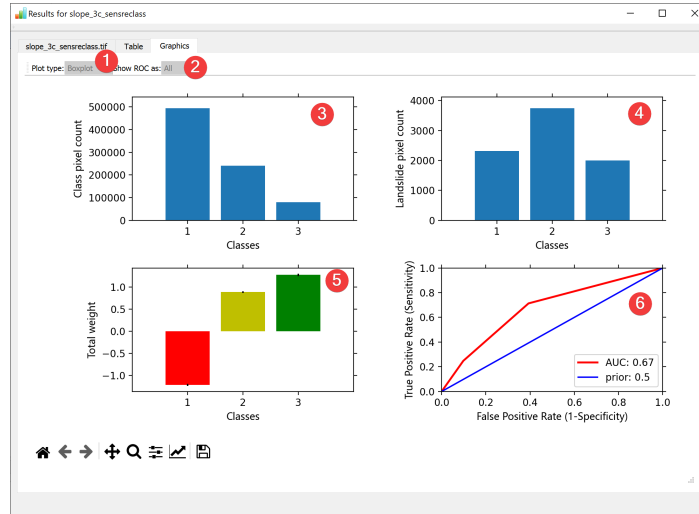 Results for slope_3c_sensreclass
slope_3c_sensreclass.tif Table Graphics
1
2
Plot type: Boxplot Show ROC as: All
3
500000
400000
300000
200000
100000
0
Class pixel count
1 2 3
Classes
4
4000
3000
2000
1000
0
Landslide pixel count
1 2 3
Classes
5
1.0
0.5
0.0
−0.5
−1.0
Total weight
1 2 3
Classes
6
1.0
0.8
0.6
0.4
0.2
0.0
True Positive Rate (Sensitivity)
AUC: 0.67
prior: 0.5
0.0 0.2 0.4 0.6 0.8 1.0
False Positive Rate (1-Specificity)